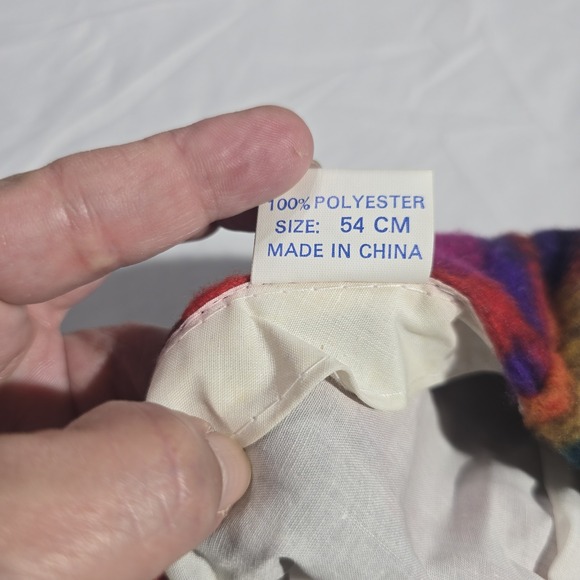 100% POLYESTER
SIZE: 54 CM
MADE IN CHINA